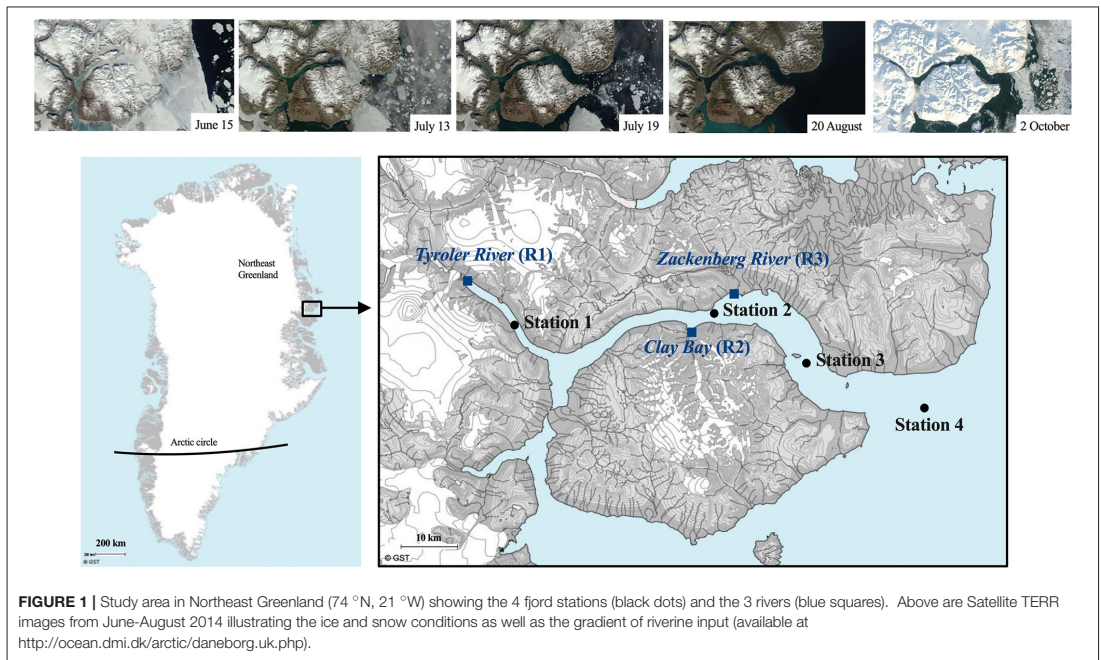 June 15
July 13
July 19
20 August
2 October
Northeast
Greenland
Arctic circle
200 km
© GST
Tyroler River (R1)
Zackenberg River (R3)
Station 1
Station 2
Clay Bay (R2)
Station 3
Station 4
10 km
© GST
FIGURE 1 | Study area in Northeast Greenland (74 °N, 21 °W) showing the 4 fjord stations (black dots) and the 3 rivers (blue squares). Above are Satellite TERR
images from June-August 2014 illustrating the ice and snow conditions as well as the gradient of riverine input (available at
http://ocean.dmi.dk/arctic/daneborg.uk.php).